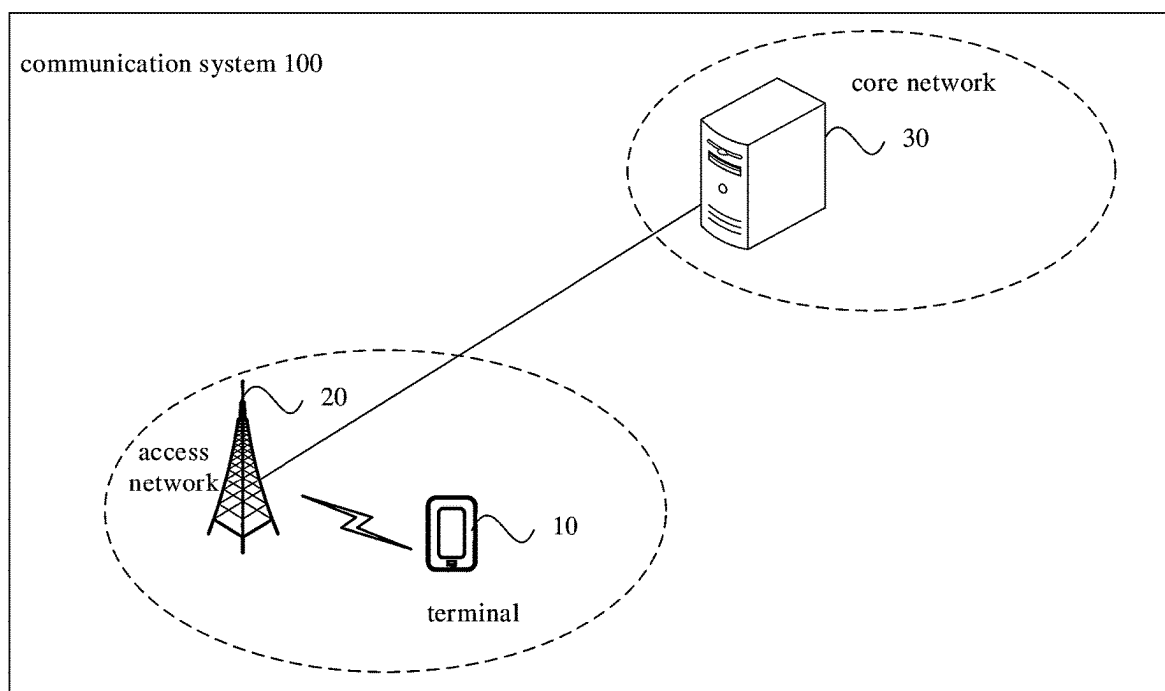 communication system 100
core network
30
20
access
network
10
terminal